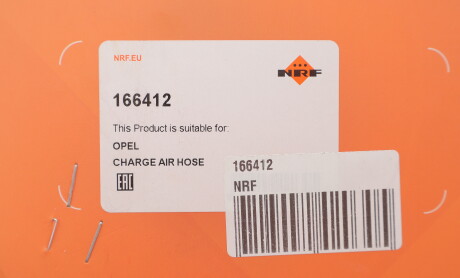 NRF.EU
NRF
166412
This Product is suitable for:
OPEL
CHARGE AIR HOSE
EAC
166412
NRF